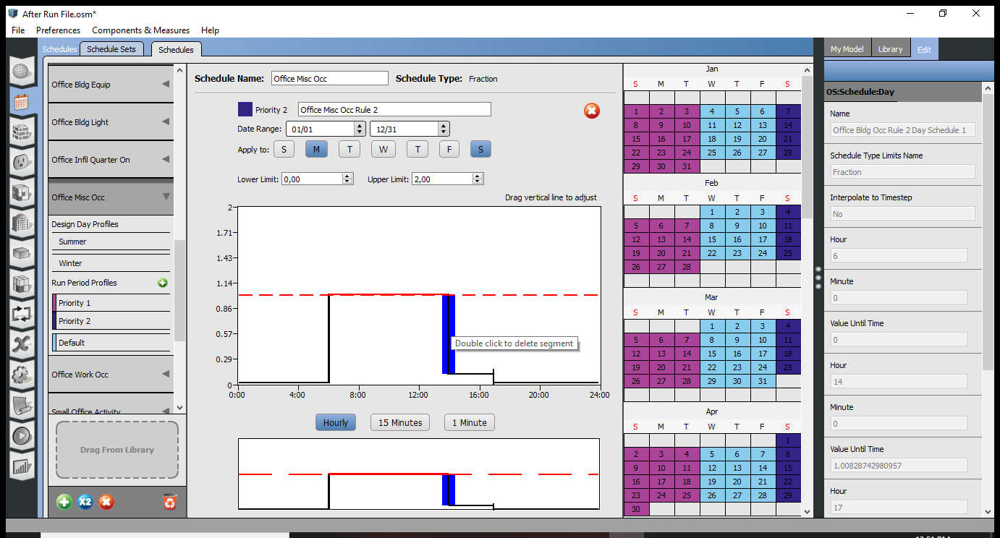 After Run File.osm*
File Preferences Components & Measures Help
Schedules Schedule Sets Schedules
My Model Library Edit
Office Bldg Equip
Office Bldg Light
Office Infil Quarter On
Office Misc Occ
Design Day Profiles
Summer
Winter
Run Period Profiles
Priority 1
Priority 2
Default
Office Work Occ
Small Office Activity
Drag From Library
X2
Schedule Name: Office Misc Occ Schedule Type: Fraction
Priority 2 Office Misc Occ Rule 2
Date Range: 01/01 12/31
Apply to: S M T W T F S
Lower Limit: 0,00 Upper Limit: 2,00
Drag vertical line to adjust
2
1.71
1.43
1.14
0.86
0.57
0.29
0
Double click to delete segment
0:00 4:00 8:00 12:00 16:00 20:00 24:00
Hourly 15 Minutes 1 Minute
Jan
S M T W T F S
1 2 3 4 5 6 7
8 9 10 11 12 13 14
15 16 17 18 19 20 21
22 23 24 25 26 27 28
29 30 31
Feb
S M T W T F S
1 2 3 4
5 6 7 8 9 10 11
12 13 14 15 16 17 18
19 20 21 22 23 24 25
26 27 28
Mar
S M T W T F S
1 2 3 4
5 6 7 8 9 10 11
12 13 14 15 16 17 18
19 20 21 22 23 24 25
26 27 28 29 30 31
Apr
S M T W T F S
1
2 3 4 5 6 7 8
9 10 11 12 13 14 15
16 17 18 19 20 21 22
23 24 25 26 27 28 29
30
OS:Schedule:Day
Name
Office Bldg Occ Rule 2 Day Schedule 1
Schedule Type Limits Name
Fraction
Interpolate to Timestep
No
Hour
6
Minute
0
Value Until Time
0
Hour
14
Minute
0
Value Until Time
1.00828742980957
Hour
17